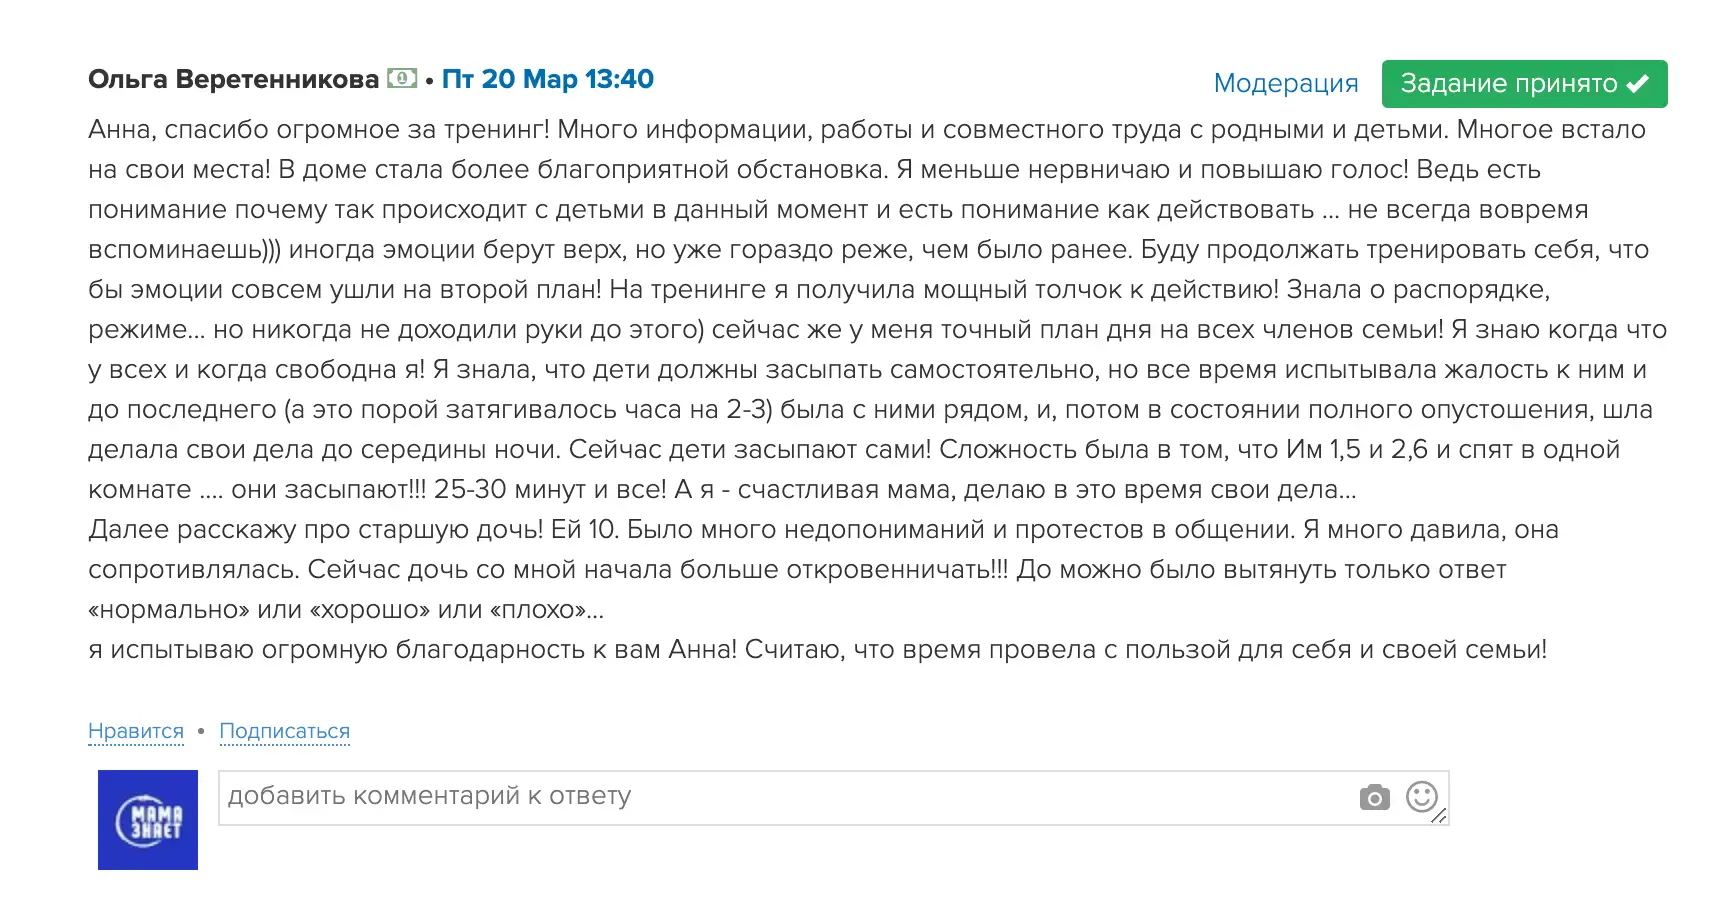 Ольга Веретенникова • Пт 20 Мар 13:40
Модерация
Задание принято
Анна, спасибо огромное за тренинг! Много информации, работы и совместного труда с родными и детьми. Многое встало
на свои места! В доме стала более благоприятной обстановка. Я меньше нервничаю и повышаю голос! Ведь есть
понимание почему так происходит с детьми в данный момент и есть понимание как действовать ... не всегда вовремя
вспоминаешь))) иногда эмоции берут верх, но уже гораздо реже, чем было ранее. Буду продолжать тренировать себя, что
бы эмоции совсем ушли на второй план! На тренинге я получила мощный толчок к действию! Знала о распорядке,
режиме... но никогда не доходили руки до этого) сейчас же у меня точный план дня на всех членов семьи! Я знаю когда что
у всех и когда свободна я! Я знала, что дети должны засыпать самостоятельно, но все время испытывала жалость к ним и
до последнего (а это порой затягивалось часа на 2-3) была с ними рядом, и, потом в состоянии полного опустошения, шла
делала свои дела до середины ночи. Сейчас дети засыпают сами! Сложность была в том, что Им 1,5 и 2,6 и спят в одной
комнате .... они засыпают!!! 25-30 минут и все! А я - счастливая мама, делаю в это время свои дела...
Далее расскажу про старшую дочь! Ей 10. Было много недопониманий и протестов в общении. Я много давила, она
сопротивлялась. Сейчас дочь со мной начала больше откровенничать!!! До можно было вытянуть только ответ
«нормально» или «хорошо» или «плохо»...
я испытываю огромную благодарность к вам Анна! Считаю, что время провела с пользой для себя и своей семьи!
Нравится • Подписаться
МАМА
ЗНАЕТ
добавить комментарий к ответу